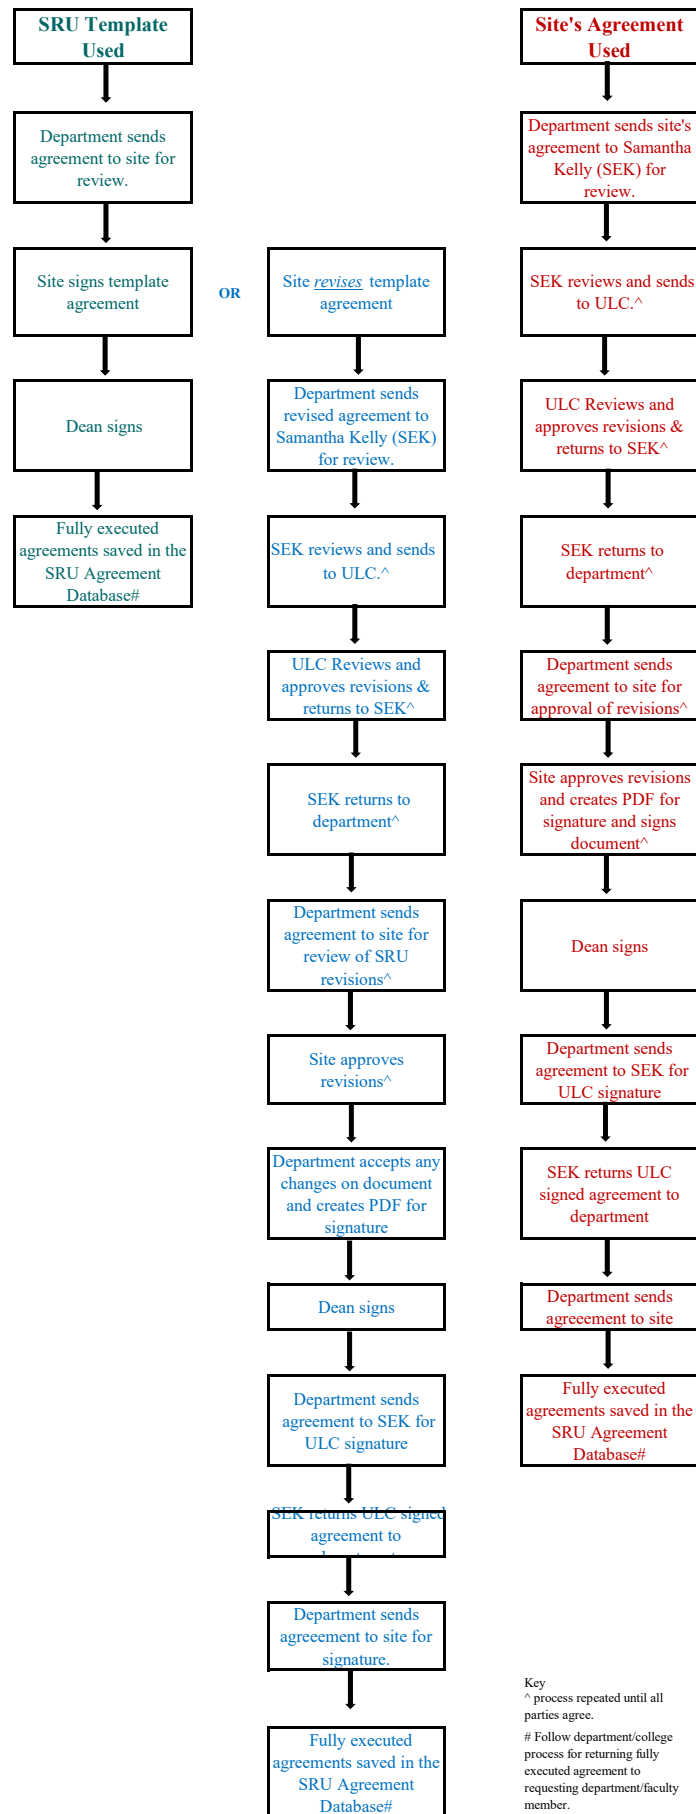 SRU Template
Used
Department sends
agreement to site for
review.
Site signs template
agreement
Dean signs
Fully executed
agreements saved in the
SRU Agreement
Database#
OR
Site revises template
agreement
Department sends
revised agreement to
Samantha Kelly (SEK)
for review.
SEK reviews and sends
to ULC.^
ULC Reviews and
approves revisions &
returns to SEK^
SEK returns to
department^
Department sends
agreement to site for
review of SRU
revisions^
Site approves
revisions^
Department accepts any
changes on document
and creates PDF for
signature
Dean signs
Department sends
agreement to SEK for
ULC signature
SEK returns ULC signed
agreement to
Department sends
agreeement to site for
signature.
Fully executed
agreements saved in the
SRU Agreement
Database#
Site's Agreement
Used
Department sends site's
agreement to Samantha
Kelly (SEK) for
review.
SEK reviews and sends
to ULC.^
ULC Reviews and
approves revisions &
returns to SEK^
SEK returns to
department^
Department sends
agreement to site for
approval of revisions^
Site approves revisions
and creates PDF for
signature and signs
document^
Dean signs
Department sends
agreement to SEK for
ULC signature
SEK returns ULC
signed agreement to
department
Department sends
agreeement to site
Fully executed
agreements saved in the
SRU Agreement
Database#
Key
^ process repeated until all
parties agree.
# Follow department/college
process for returning fully
executed agreement to
requesting department/faculty
member.